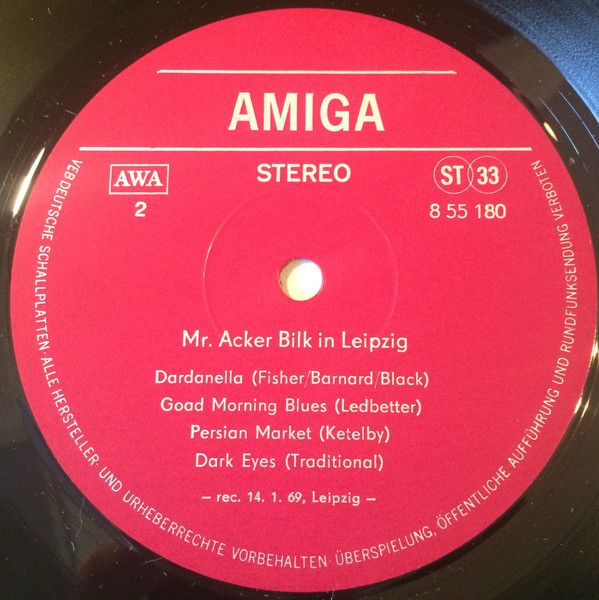 AMIGA
AWA
STEREO
ST 33
2
8 55 180
Mr. Acker Bilk in Leipzig
Dardanella (Fisher/Barnard/Black)
Goad Morning Blues (Ledbetter)
Persian Market (Ketelby)
Dark Eyes (Traditional)
— rec. 14. 1. 69, Leipzig —
VEB DEUTSCHE SCHALLPLATTEN · ALLE HERSTELLER- UND URHEBERRECHTE VORBEHALTEN · ÜBERSPIELUNG, ÖFFENTLICHE AUFFÜHRUNG UND RUNDFUNKSENDUNG VERBOTEN